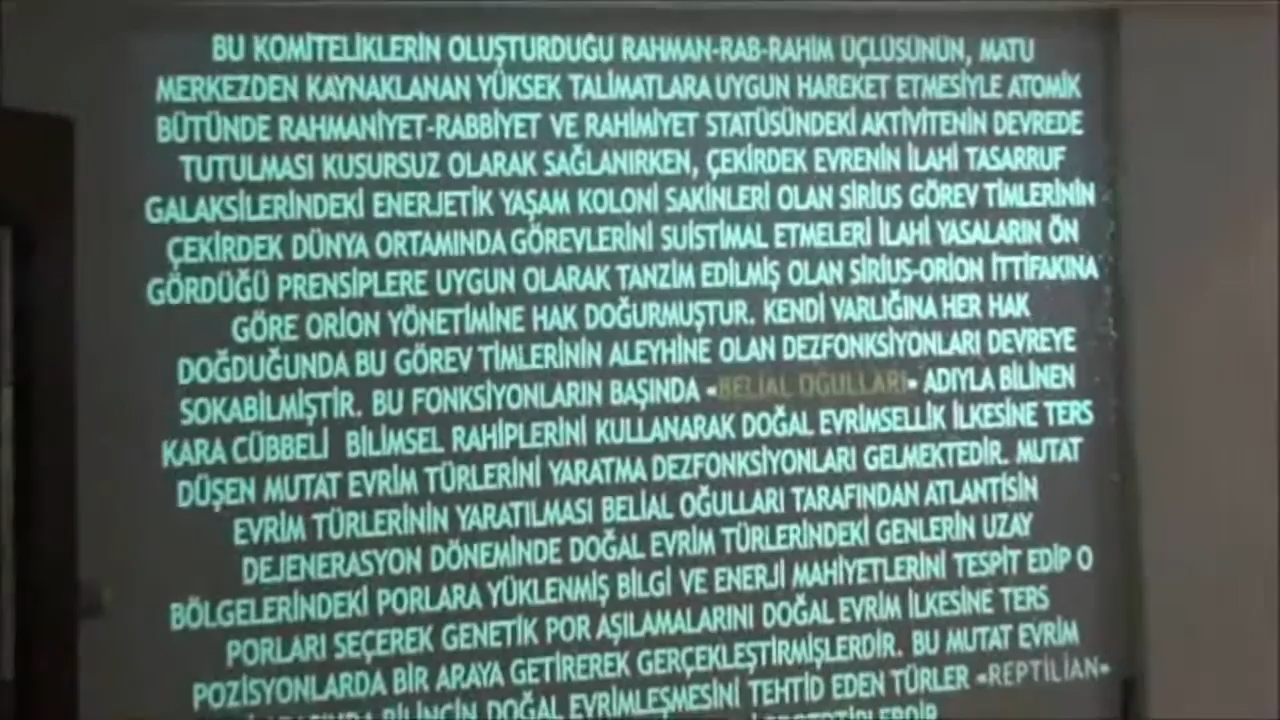 BU KOMİTELİKLERİN OLUŞTURDUĞU RAHMAN-RAB-RAHİM ÜÇLÜSÜNÜN, MATU
MERKEZDEN KAYNAKLANAN YÜKSEK TALİMATLARA UYGUN HAREKET ETMESİYLE ATOMİK
BÜTÜNDE RAHMANİYET-RABBİYET VE RAHİMİYET STATÜSÜNDEKİ AKTİVİTENİN DEVREDE
TUTULMASI KUSURSUZ OLARAK SAĞLANIRKEN, ÇEKİRDEK EVRENİN İLAHİ TASARRUF
GALAKSİLERİNDEKİ ENERJETİK YAŞAM KOLONİ SAKİNLERİ OLAN SİRİUS GÖREV TİMLERİNİN
ÇEKİRDEK DÜNYA ORTAMINDA GÖREVLERİNİ SUİSTİMAL ETMELERİ İLAHİ YASALARIN ÖN
GÖRDÜĞÜ PRENSİPLERE UYGUN OLARAK TANZİM EDİLMİŞ OLAN SİRİUS-ORİON İTTİFAKINA
GÖRE ORİON YÖNETİMİNE HAK DOĞURMUŞTUR. KENDİ VARLIĞINA HER HAK
DOĞDUĞUNDA BU GÖREV TİMLERİNİN ALEYHİNE OLAN DEZFONKSİYONLARI DEVREYE
SOKABİLMİŞTİR. BU FONKSİYONLARIN BAŞINDA «BELİAL OĞULLARI» ADIYLA BİLİNEN
KARA CÜBBELİ BİLİMSEL RAHİPLERİNİ KULLANARAK DOĞAL EVRİMSELLİK İLKESİNE TERS
DÜŞEN MUTAT EVRİM TÜRLERİNİ YARATMA DEZFONKSİYONLARI GELMEKTEDİR. MUTAT
EVRİM TÜRLERİNİN YARATILMASI BELİAL OĞULLARI TARAFINDAN ATLANTİSİN
DEJENERASYON DÖNEMİNDE DOĞAL EVRİM TÜRLERİNDEKİ GENLERİN UZAY
BÖLGELERİNDEKİ PORLARA YÜKLENMİŞ BİLGİ VE ENERJİ MAHİYETLERİNİ TESPİT EDİP O
PORLARI SEÇEREK GENETİK POR AŞILAMALARINI DOĞAL EVRİM İLKESİNE TERS
POZİSYONLARDA BİR ARAYA GETİREREK GERÇEKLEŞTİRMİŞLERDİR. BU MUTAT EVRİM
BİLİNCİN DOĞAL EVRİMLEŞMESİNİ TEHTİD EDEN TÜRLER «REPTİLİAN»